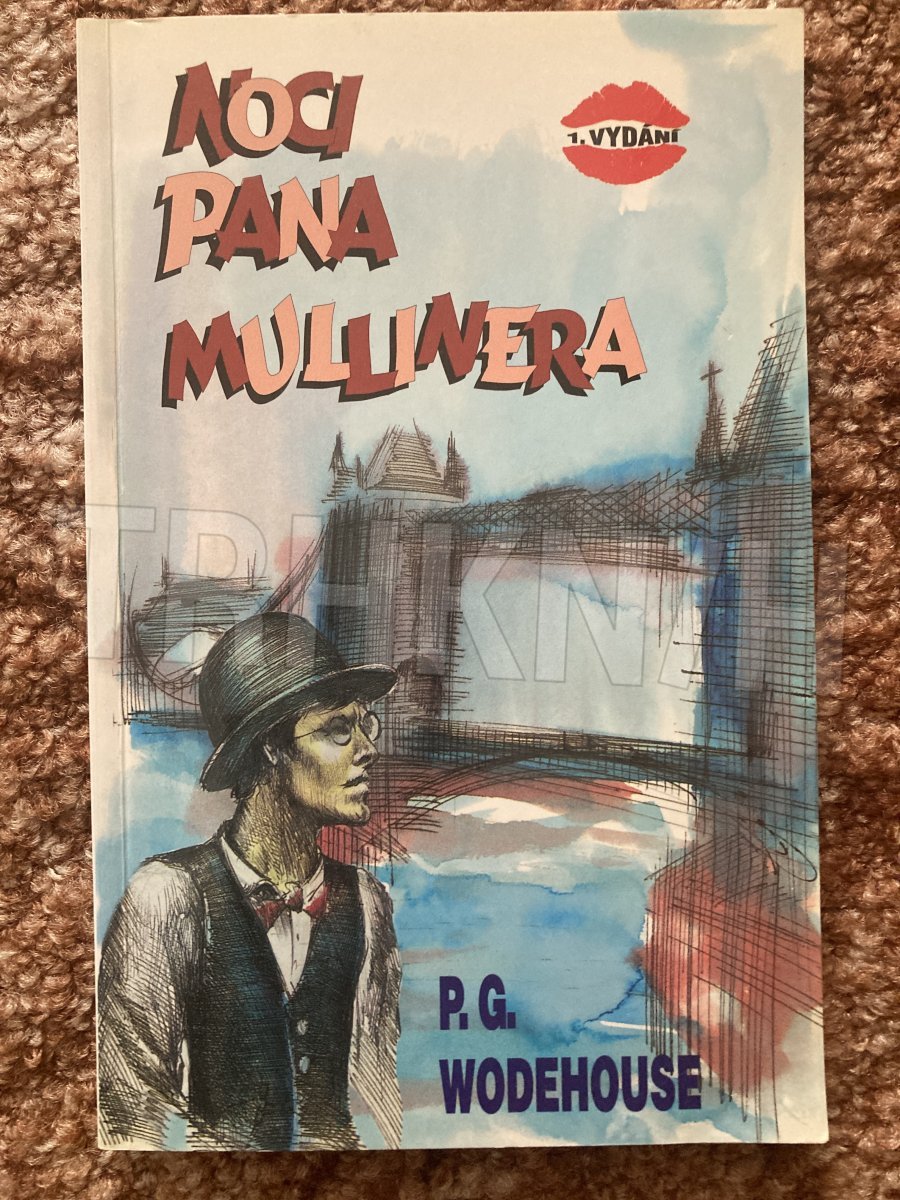 NOCI
PANA
MULLINERA
1. VYDÁNÍ
P. G.
WODEHOUSE